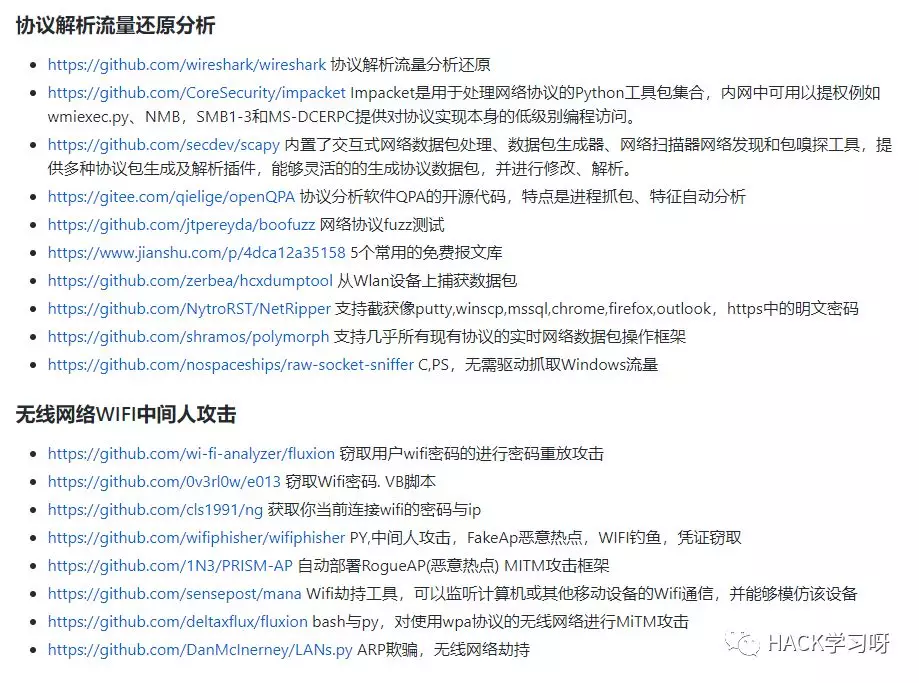 协议解析流量还原分析
https://github.com/wireshark/wireshark 协议解析流量分析还原
https://github.com/CoreSecurity/impacket Impacket是用于处理网络协议的Python工具包集合，内网中可用以提权例如
wmiexec.py、NMB，SMB1-3和MS-DCERPC提供对协议实现本身的低级别编程访问。
https://github.com/secdev/scapy 内置了交互式网络数据包处理、数据包生成器、网络扫描器网络发现和包嗅探工具，提
供多种协议包生成及解析插件，能够灵活的的生成协议数据包，并进行修改、解析。
https://gitee.com/qielige/openQPA 协议分析软件QPA的开源代码，特点是进程抓包、特征自动分析
https://github.com/jtpereyda/boofuzz 网络协议fuzz测试
https://www.jianshu.com/p/4dca12a35158 5个常用的免费报文库
https://github.com/zerbea/hcxdumptool 从Wlan设备上捕获数据包
https://github.com/NytroRST/NetRipper 支持截获像putty,winscp,mssql,chrome,firefox,outlook，https中的明文密码
https://github.com/shramos/polymorph 支持几乎所有现有协议的实时网络数据包操作框架
https://github.com/nospaceships/raw-socket-sniffer C,PS，无需驱动抓取Windows流量
无线网络WIFI中间人攻击
https://github.com/wi-fi-analyzer/fluxion 窃取用户wifi密码的进行密码重放攻击
https://github.com/0v3rl0w/e013 窃取Wifi密码. VB脚本
https://github.com/cls1991/ng 获取你当前连接wifi的密码与ip
https://github.com/wifiphisher/wifiphisher PY,中间人攻击，FakeAp恶意热点，WIFI钓鱼，凭证窃取
https://github.com/1N3/PRISM-AP 自动部署RogueAP(恶意热点) MITM攻击框架
https://github.com/sensepost/mana Wifi劫持工具，可以监听计算机或其他移动设备的Wifi通信，并能够模仿该设备
https://github.com/deltaxflux/fluxion bash与py，对使用wpa协议的无线网络进行MiTM攻击
https://github.com/DanMcInerney/LANs.py ARP欺骗，无线网络劫持
HACK学习呀